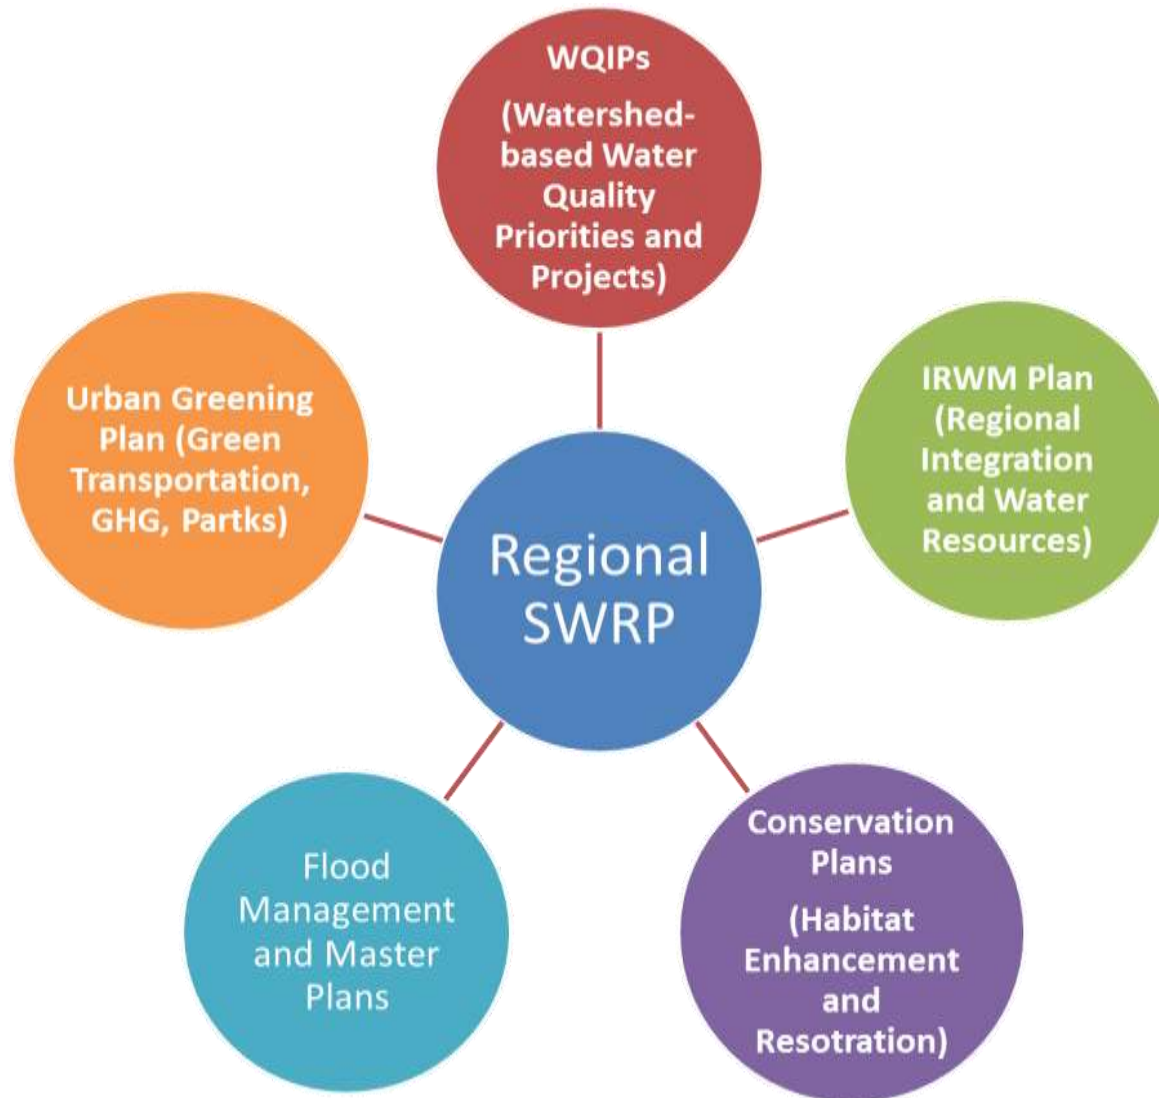 WQIPs
(Watershed-
based Water
Quality
Priorities and
Projects)
Urban Greening
Plan (Green
Transportation,
GHG, Partks)
IRWM Plan
(Regional
Integration
and Water
Resources)
Regional
SWRP
Flood
Management
and Master
Plans
Conservation
Plans
(Habitat
Enhancement
and
Resotration)